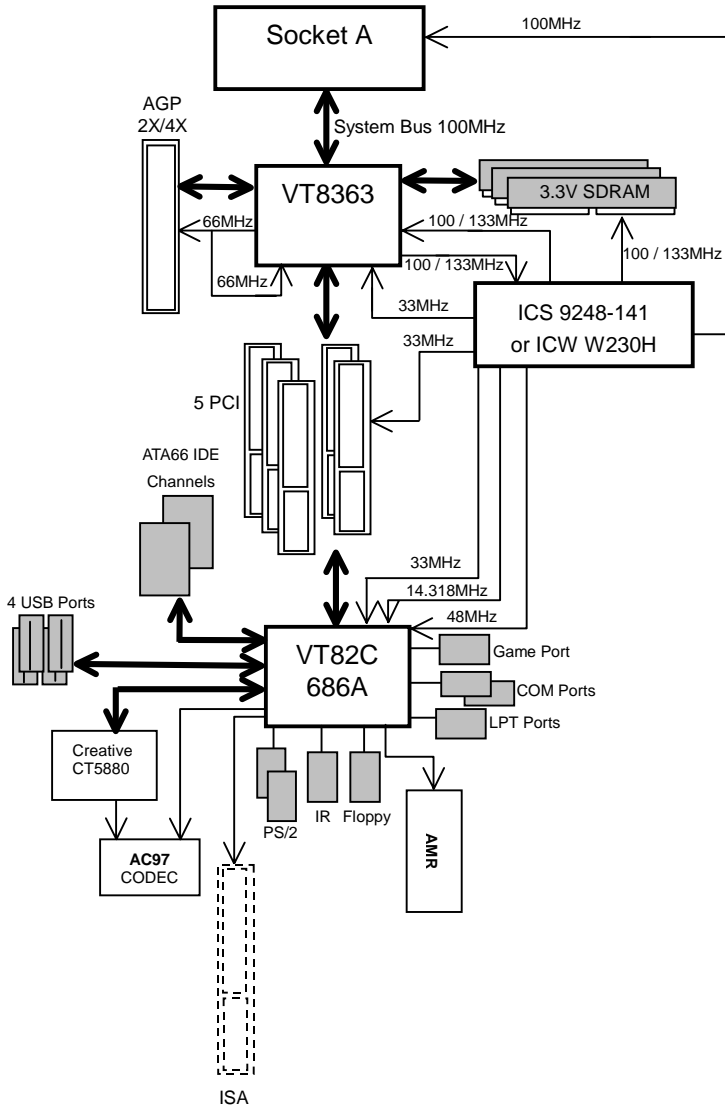 Socket A
100MHz
AGP
2X/4X
System Bus 100MHz
VT8363
3.3V SDRAM
66MHz
100 / 133MHz
100 / 133MHz
100 / 133MHz
66MHz
33MHz
ICS 9248-141
or ICW W230H
33MHz
5 PCI
ATA66 IDE
Channels
33MHz
14.318MHz
48MHz
4 USB Ports
VT82C
686A
Game Port
COM Ports
LPT Ports
Creative
CT5880
PS/2
IR
Floppy
AMR
AC97
CODEC
ISA